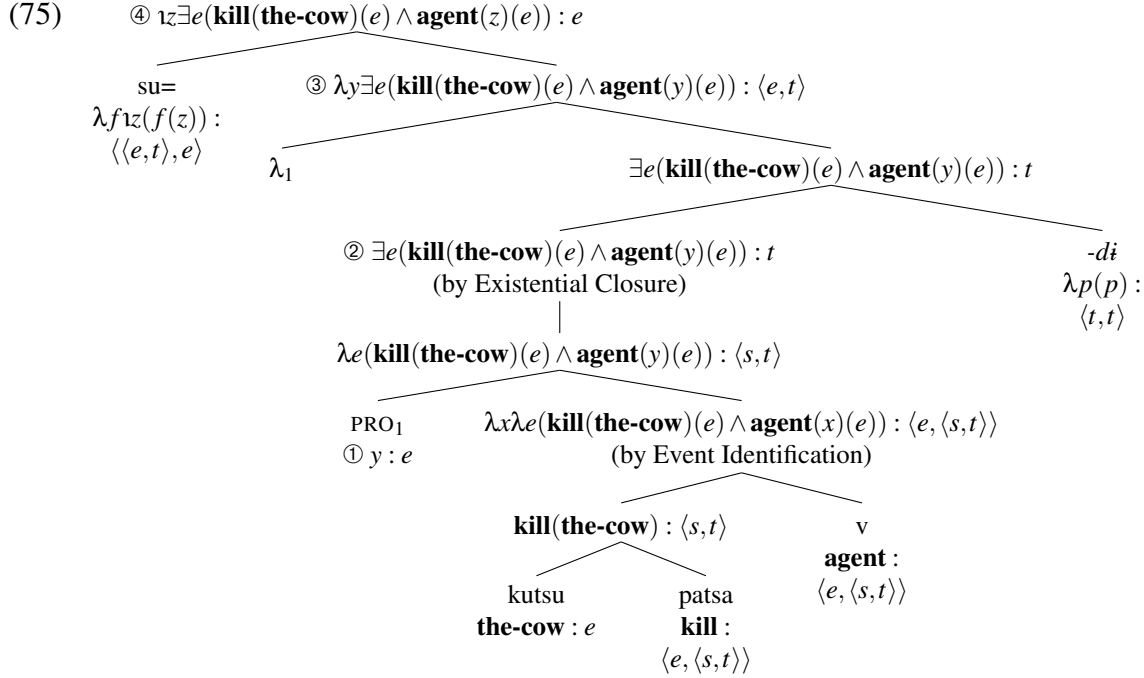 (75) ④ ɿz∃e(kill(the-cow)(e) ∧ agent(z)(e)) : e
su=
λfɿz(f(z)) :
⟨⟨e,t⟩,e⟩
③ λy∃e(kill(the-cow)(e) ∧ agent(y)(e)) : ⟨e,t⟩
λ₁
∃e(kill(the-cow)(e) ∧ agent(y)(e)) : t
② ∃e(kill(the-cow)(e) ∧ agent(y)(e)) : t
(by Existential Closure)
-dɨ
λp(p) :
⟨t,t⟩
λe(kill(the-cow)(e) ∧ agent(y)(e)) : ⟨s,t⟩
PRO₁
① y : e
λxλe(kill(the-cow)(e) ∧ agent(x)(e)) : ⟨e,⟨s,t⟩⟩
(by Event Identification)
kill(the-cow) : ⟨s,t⟩
v
agent :
⟨e,⟨s,t⟩⟩
kutsu
the-cow : e
patsa
kill :
⟨e,⟨s,t⟩⟩